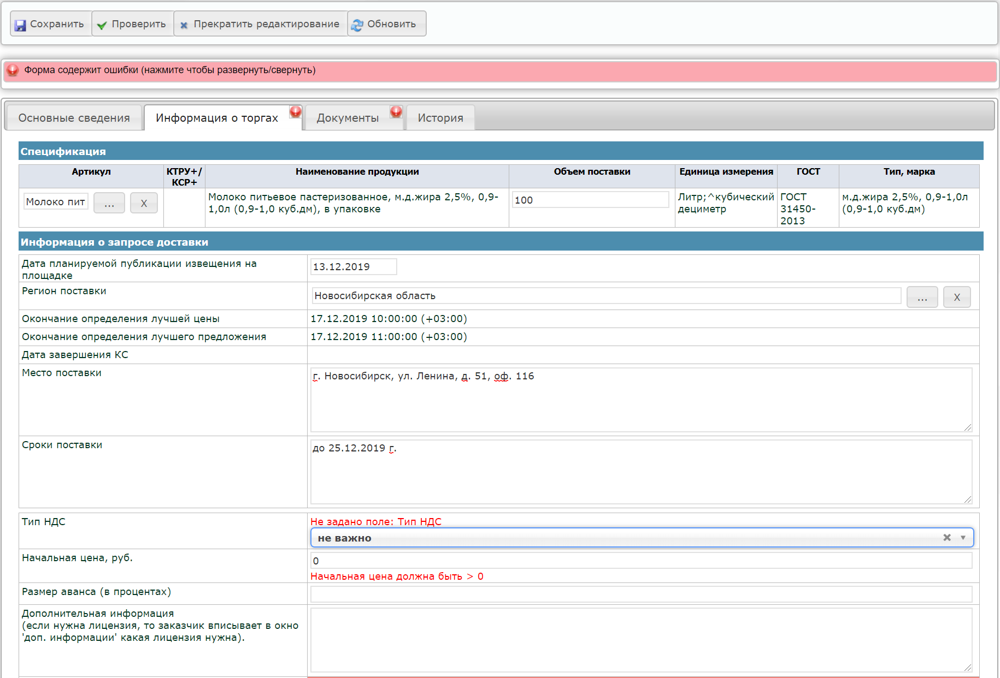 Сохранить Проверить Прекратить редактирование Обновить
Форма содержит ошибки (нажмите чтобы развернуть/свернуть)
Основные сведения Информация о торгах Документы История
Спецификация
Артикул КТРУ+/ Наименование продукции Объем поставки Единица измерения ГОСТ Тип, марка
КСР+
Молоко пит ... X Молоко питьевое пастеризованное, м.д.жира 2,5%, 0,9- 100 Литр;^кубический ГОСТ м.д.жира 2,5%, 0,9-1,0л
1,0л (0,9-1,0 куб.дм), в упаковке дециметр 31450- (0,9-1,0 куб.дм)
2013
Информация о запросе доставки
Дата планируемой публикации извещения на 13.12.2019
площадке
Регион поставки Новосибирская область ... X
Окончание определения лучшей цены 17.12.2019 10:00:00 (+03:00)
Окончание определения лучшего предложения 17.12.2019 11:00:00 (+03:00)
Дата завершения КС
Место поставки г. Новосибирск, ул. Ленина, д. 51, оф. 116
Сроки поставки до 25.12.2019 г.
Тип НДС Не задано поле: Тип НДС
не важно
Начальная цена, руб. 0
Начальная цена должна быть > 0
Размер аванса (в процентах)
Дополнительная информация
(если нужна лицензия, то заказчик вписывает в окно
'доп. информации' какая лицензия нужна).